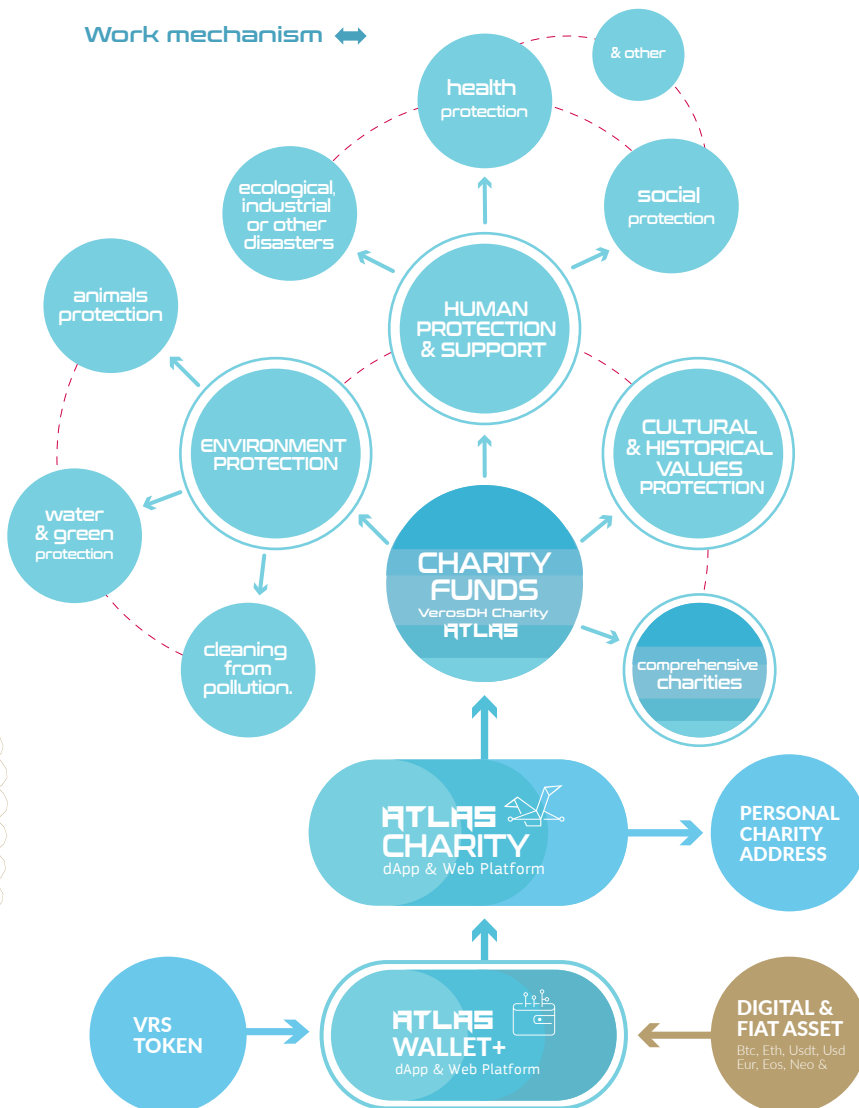 Work mechanism
& other
health
protection
ecological,
industrial
or other
disasters
social
protection
animals
protection
HUMAN
PROTECTION
& SUPPORT
ENVIRONMENT
PROTECTION
CULTURAL
& HISTORICAL
VALUES
PROTECTION
water
& green
protection
CHARITY
FUNDS
VerosDH Charity
ATLAS
cleaning
from
pollution.
comprehensive
charities
ATLAS
CHARITY
dApp & Web Platform
PERSONAL
CHARITY
ADDRESS
VRS
TOKEN
ATLAS
WALLET+
dApp & Web Platform
DIGITAL &
FIAT ASSET
Btc, Eth, Usdt, Usd
Eur, Eos, Neo &